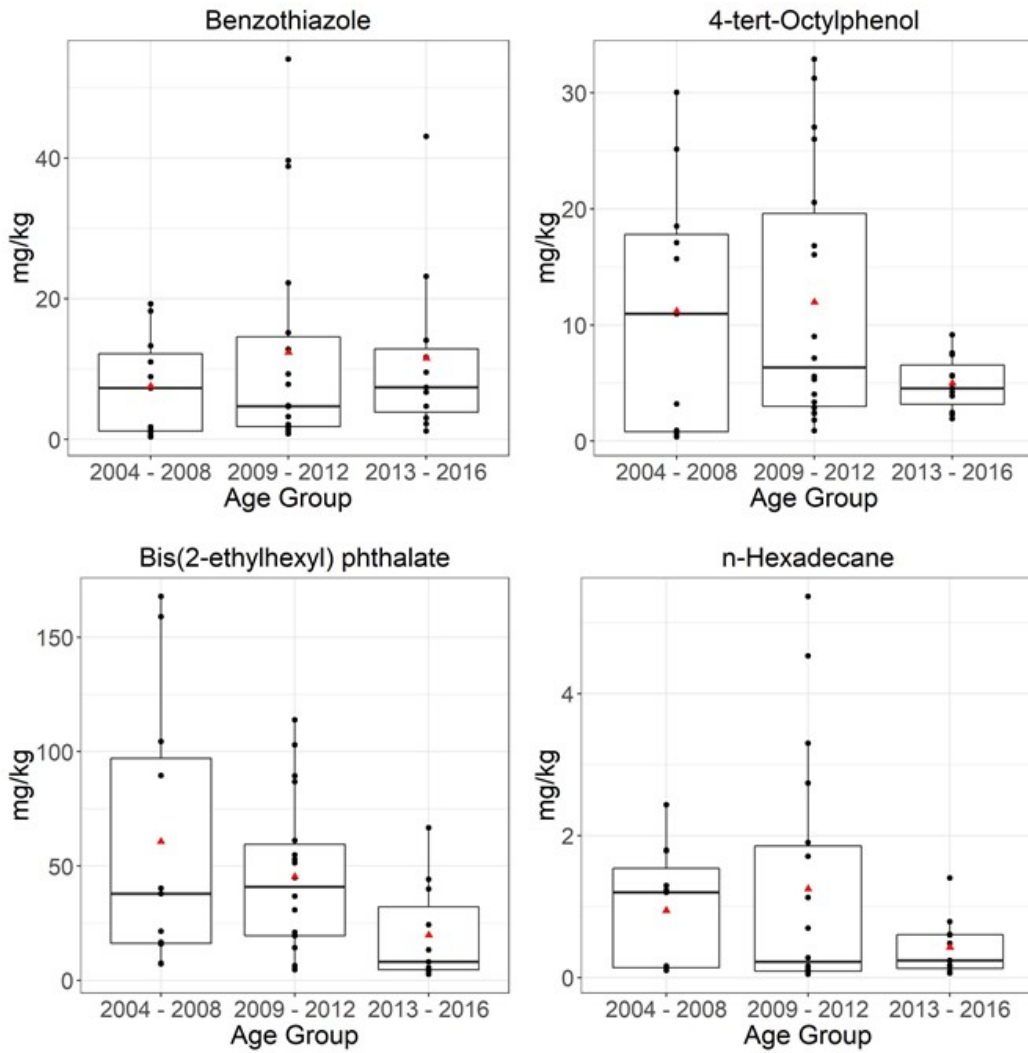 Benzothiazole
mg/kg
40
20
0
2004 - 2008 2009 - 2012 2013 - 2016
Age Group
4-tert-Octylphenol
mg/kg
30
20
10
0
2004 - 2008 2009 - 2012 2013 - 2016
Age Group
Bis(2-ethylhexyl) phthalate
mg/kg
150
100
50
0
2004 - 2008 2009 - 2012 2013 - 2016
Age Group
n-Hexadecane
mg/kg
4
2
0
2004 - 2008 2009 - 2012 2013 - 2016
Age Group